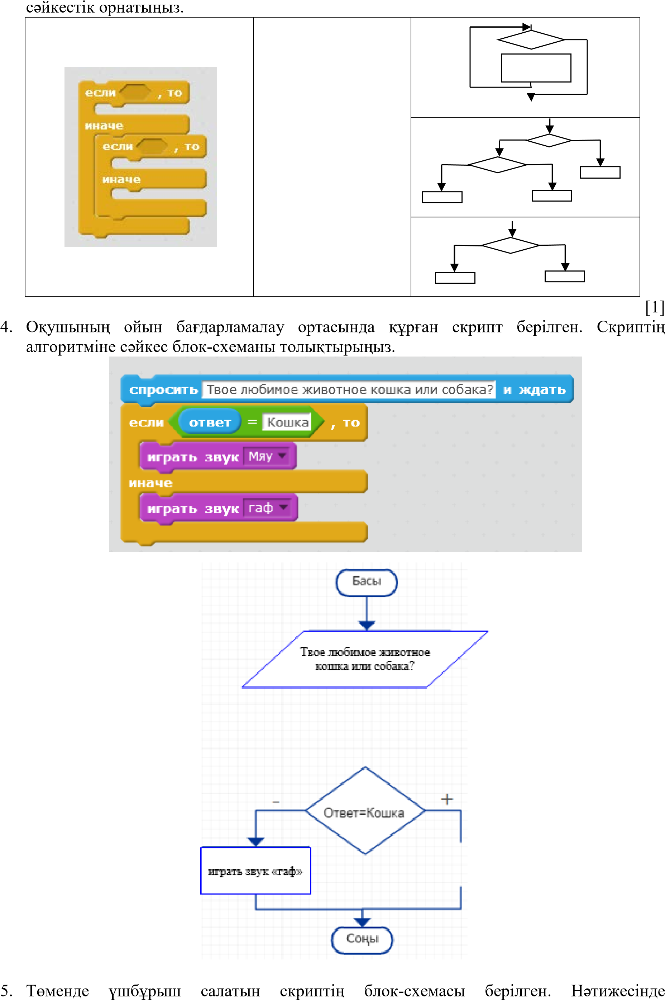 сәйкестік орнатыңыз.
если , то
иначе
если , то
иначе
[1]
4. Оқушының ойын бағдарламалау ортасында құрған скрипт берілген. Скриптің
алгоритміне сәйкес блок-схеманы толықтырыңыз.
спросить Твое любимое животное кошка или собака? и ждать
если ответ = Кошка , то
играть звук Мяу
иначе
играть звук гаф
Басы
Твое любимое животное
кошка или собака?
- +
Ответ=Кошка
играть звук «гаф»
Соңы
5. Төменде үшбұрыш салатын скриптің блок-схемасы берілген. Нәтижесінде